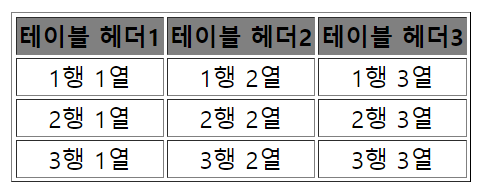 테이블 헤더1 테이블 헤더2 테이블 헤더3
1행 1열 1행 2열 1행 3열
2행 1열 2행 2열 2행 3열
3행 1열 3행 2열 3행 3열